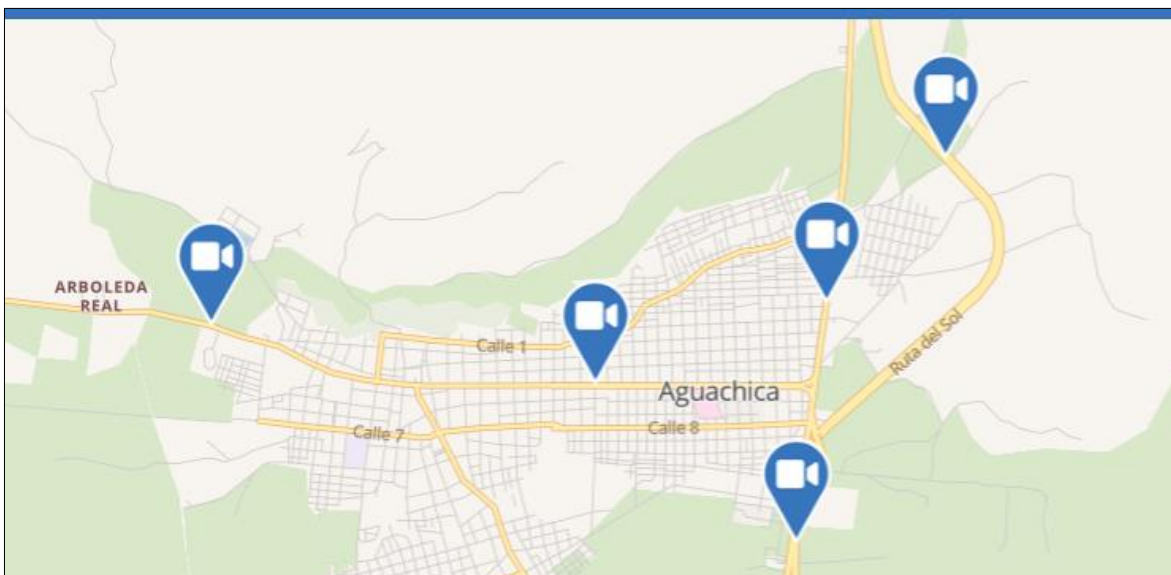 ARBOLEDA
REAL
Calle 1
Ruta del Sol
Aguachica
Calle 7
Calle 8